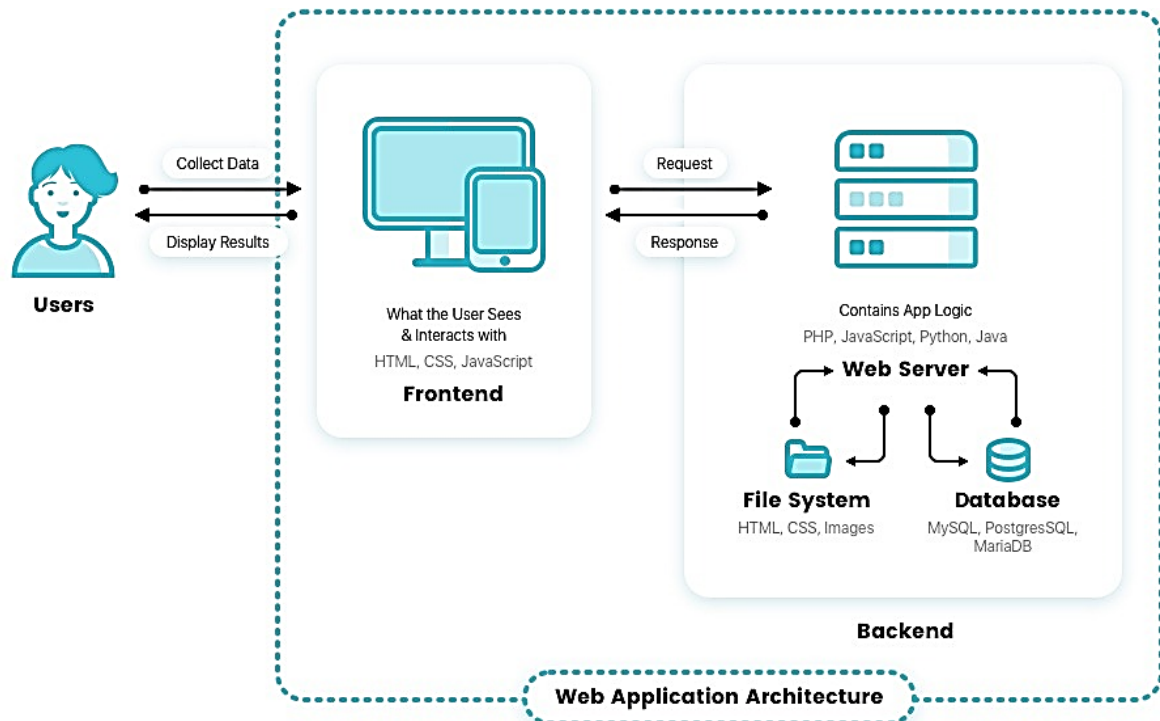 Collect Data
Display Results
Users
What the User Sees
& Interacts with
HTML, CSS, JavaScript
Frontend
Request
Response
Contains App Logic
PHP, JavaScript, Python, Java
Web Server
File System
HTML, CSS, Images
Database
MySQL, PostgresSQL,
MariaDB
Backend
Web Application Architecture